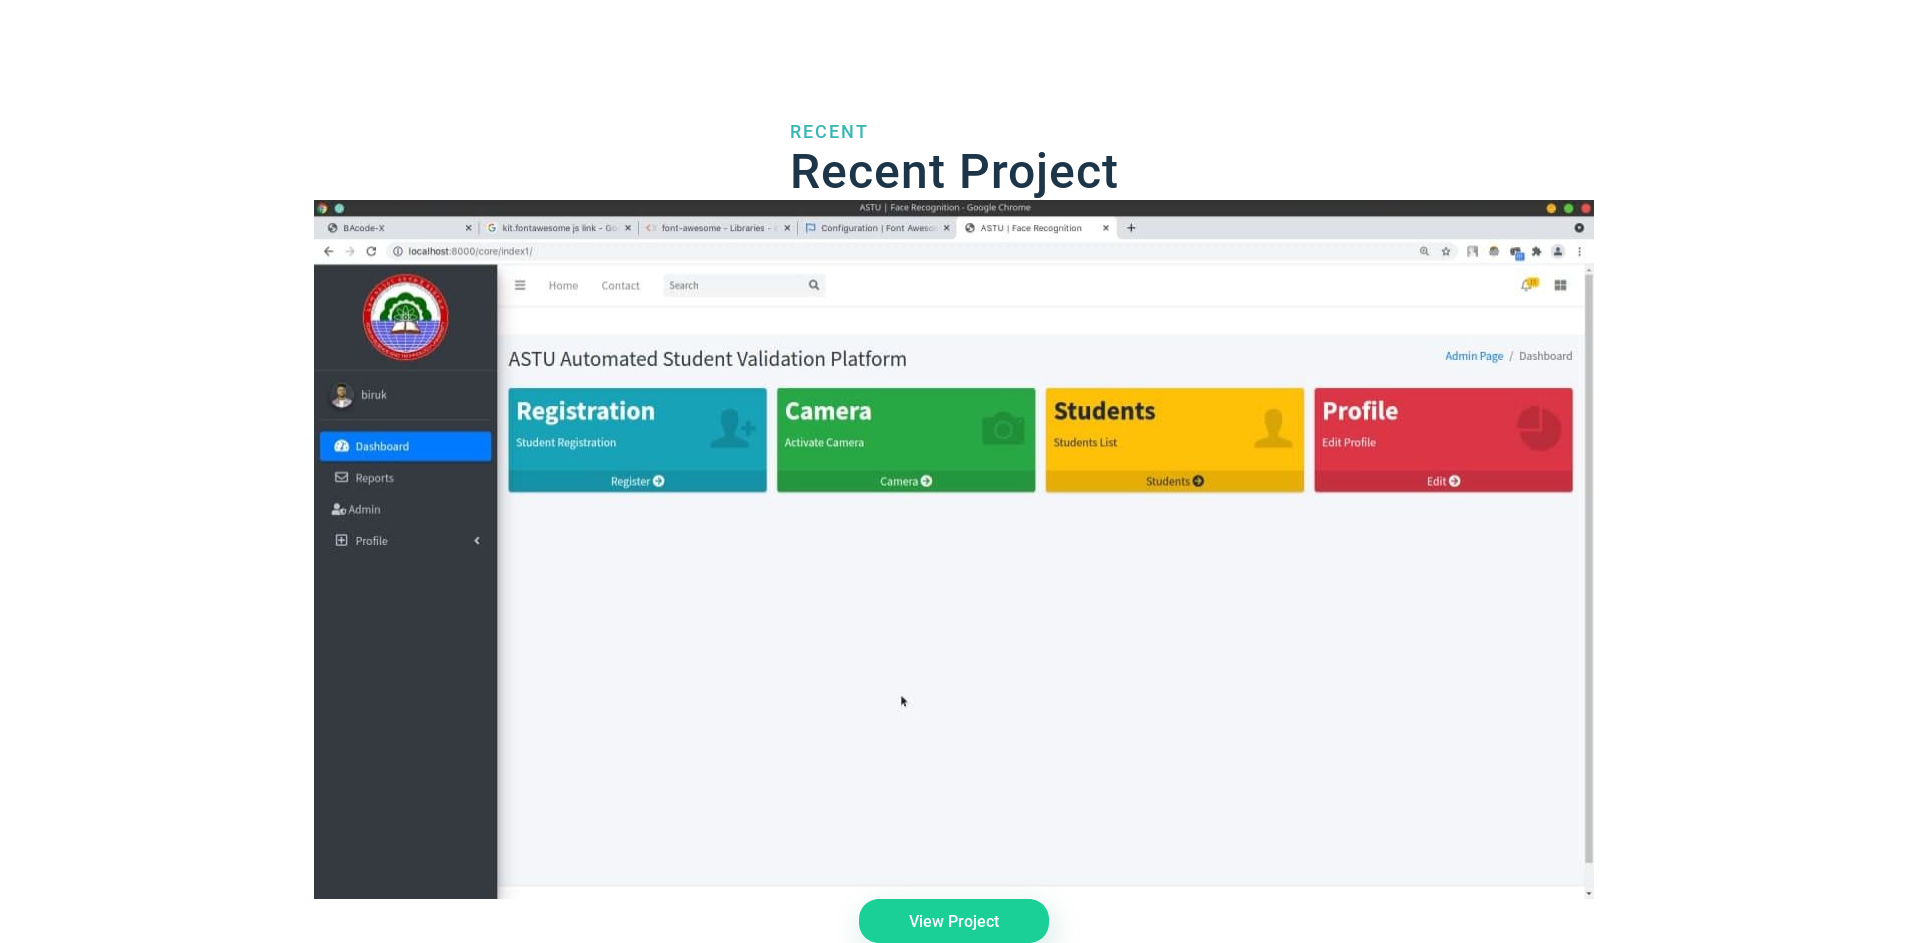 RECENT
Recent Project
ASTU | Face Recognition - Google Chrome
BAcode-X
kit.fontawesome js link - Go
font-awesome - Libraries -
Configuration | Font Aweso
ASTU | Face Recognition
localhost:8000/core/index1/
Home
Contact
Search
ASTU Automated Student Validation Platform
Admin Page / Dashboard
biruk
Dashboard
Reports
Admin
Profile
Registration
Student Registration
Register
Camera
Activate Camera
Camera
Students
Students List
Students
Profile
Edit Profile
Edit
View Project